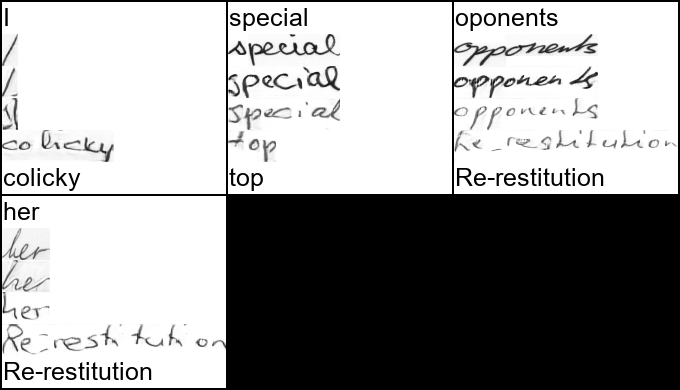 I
/
/
colicky
colicky
special
special
special
special
top
top
oponents
opponents
opponents
opponents
Re-restitution
Re-restitution
her
her
her
her
Re-restitution
Re-restitution